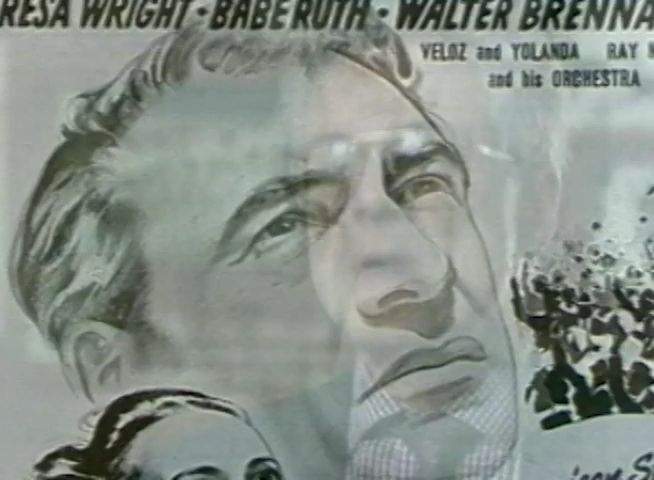 RESA WRIGHT • BABE RUTH • WALTER BRENNA
VELOZ and YOLANDA RAY N
and his ORCHESTRA